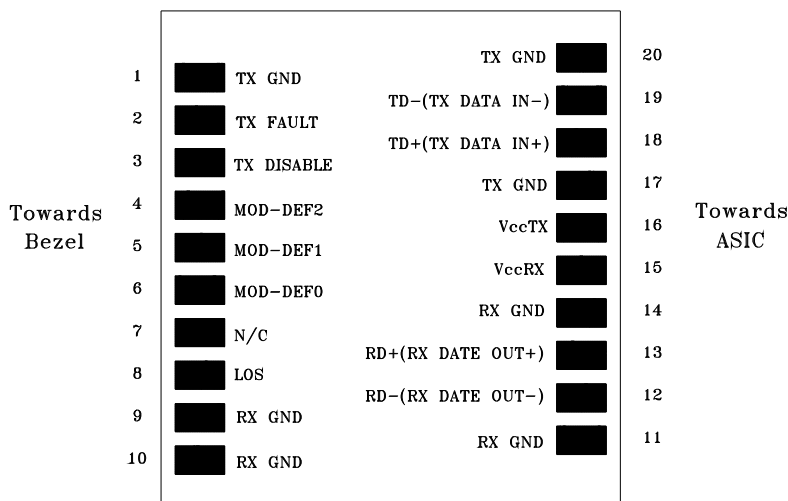 1 TX GND
2 TX FAULT
3 TX DISABLE
4 MOD-DEF2
5 MOD-DEF1
6 MOD-DEF0
7 N/C
8 LOS
9 RX GND
10 RX GND
Towards
Bezel
TX GND 20
TD-(TX DATA IN-) 19
TD+(TX DATA IN+) 18
TX GND 17
VccTX 16
VccRX 15
RX GND 14
RD+(RX DATE OUT+) 13
RD-(RX DATE OUT-) 12
RX GND 11
Towards
ASIC